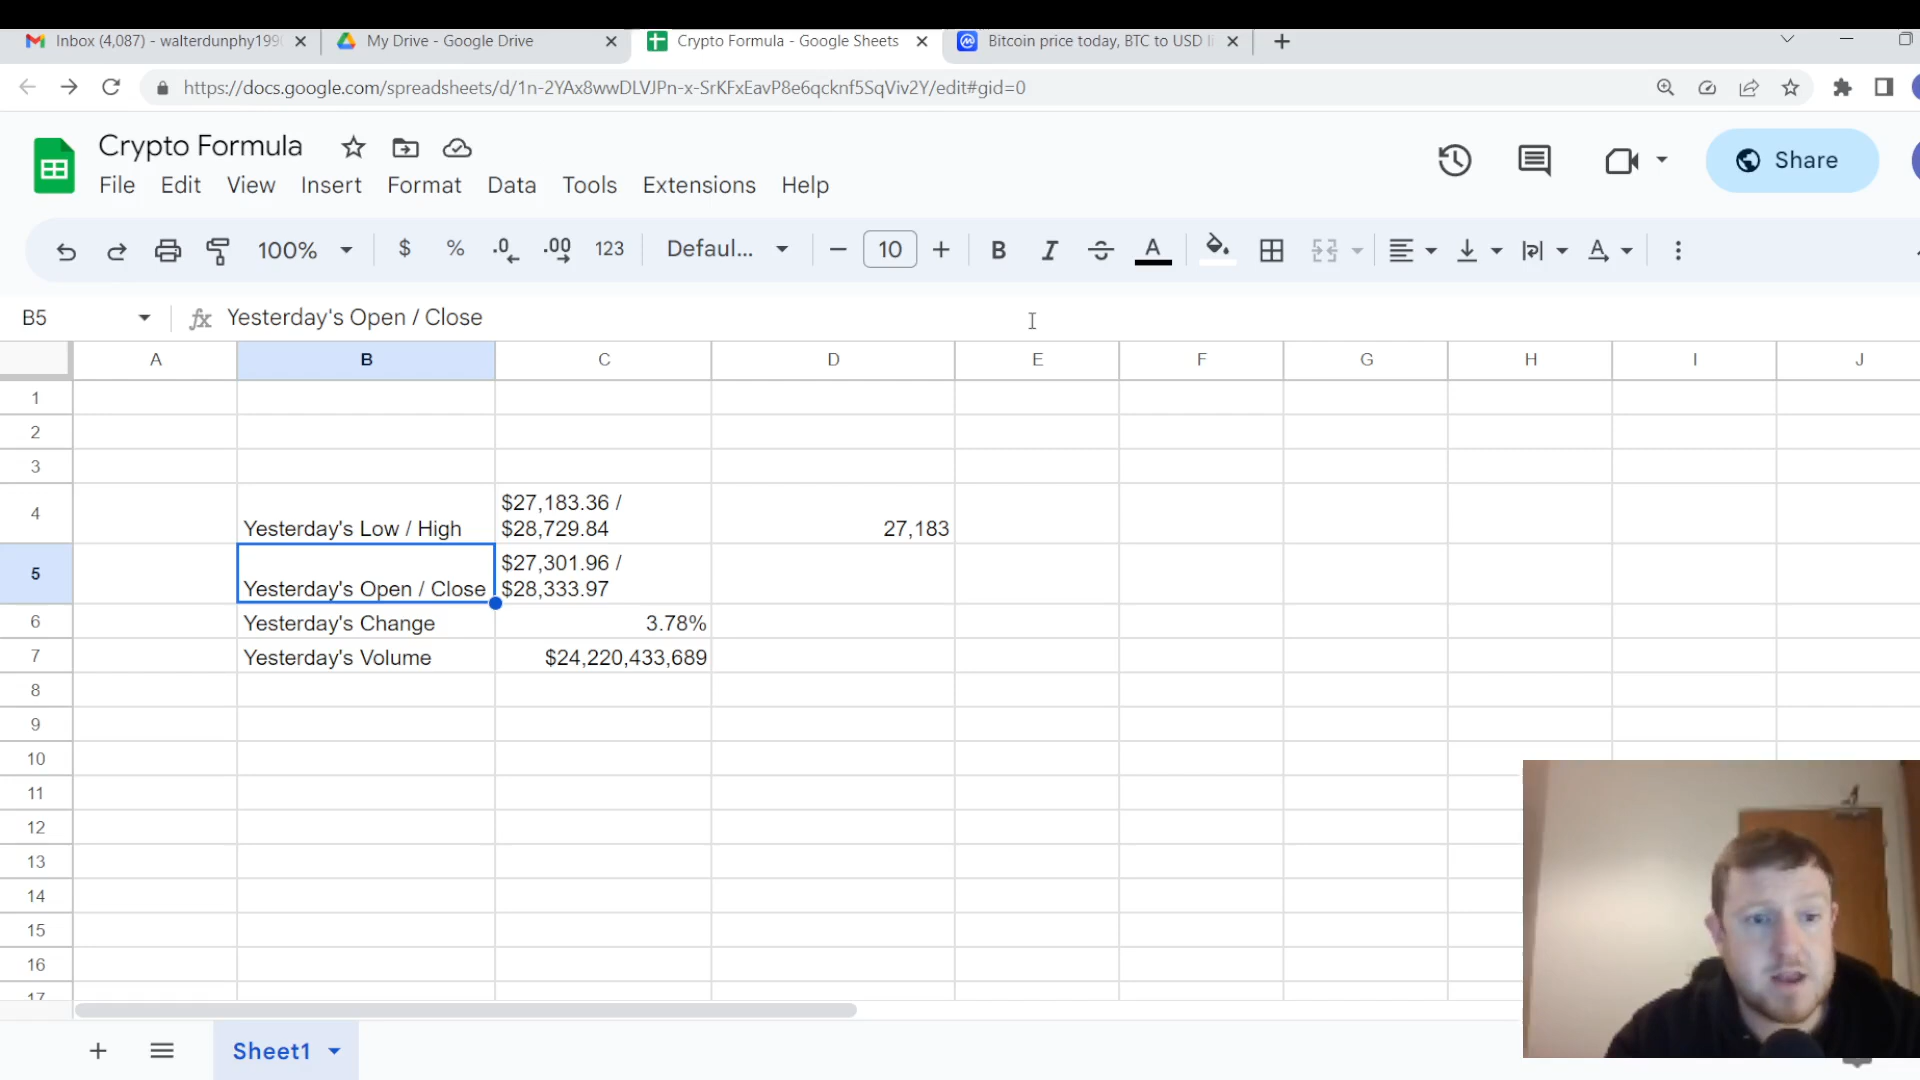 Inbox (4,087) - walterdunphy199
My Drive - Google Drive
Crypto Formula - Google Sheets
Bitcoin price today, BTC to USD li
https://docs.google.com/spreadsheets/d/1n-2YAx8wwDLVJPn-x-SrKFxEavP8e6qcknf5SqViv2Y/edit#gid=0
Crypto Formula
File Edit View Insert Format Data Tools Extensions Help
Share
100% $ % .0 .00 123 Defaul... 10 B I A A
B5 fx Yesterday's Open / Close
A B C D E F G H I J
1
2
3
4 Yesterday's Low / High $27,183.36 /
$28,729.84 27,183
5 Yesterday's Open / Close $27,301.96 /
$28,333.97
6 Yesterday's Change 3.78%
7 Yesterday's Volume $24,220,433,689
8
9
10
11
12
13
14
15
16
17
Sheet1